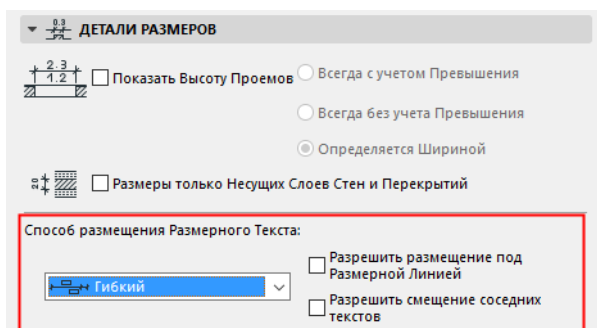 0.3 ДЕТАЛИ РАЗМЕРОВ
2.3
1.2
Показать Высоту Проемов
Всегда с учетом Превышения
Всегда без учета Превышения
Определяется Шириной
20
Размеры только Несущих Слоев Стен и Перекрытий
Способ размещения Размерного Текста:
Гибкий
Разрешить размещение под
Размерной Линией
Разрешить смещение соседних
текстов